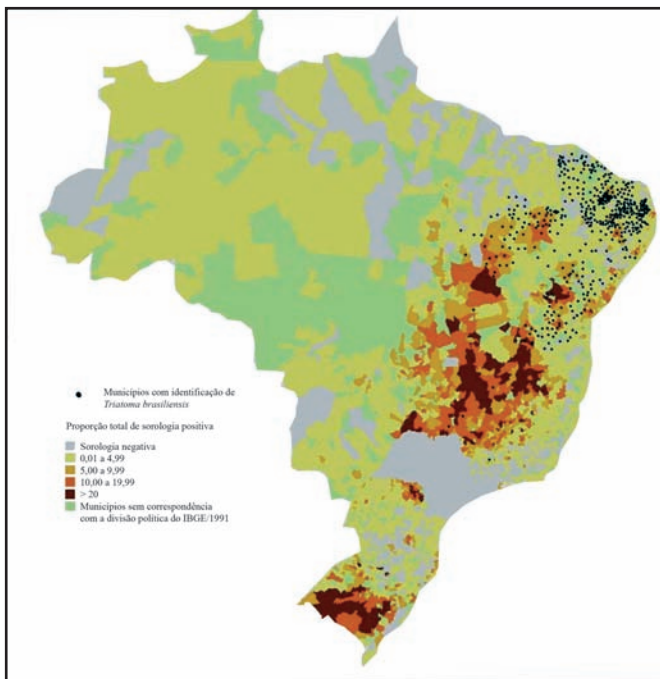 Municípios com identificação de
Triatoma brasiliensis
Proporção total de sorologia positiva
Sorologia negativa
0,01 a 4,99
5,00 a 9,99
10,00 a 19,99
> 20
Municípios sem correspondência
com a divisão política do IBGE/1991